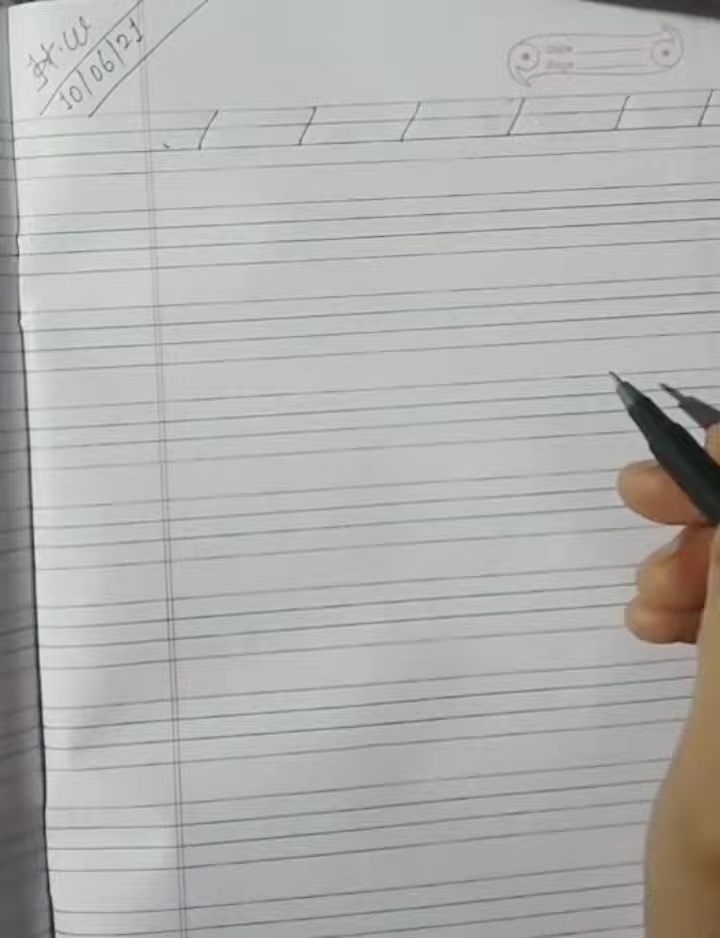 H.W
10/06/21
/ / / / / /
Date
Page